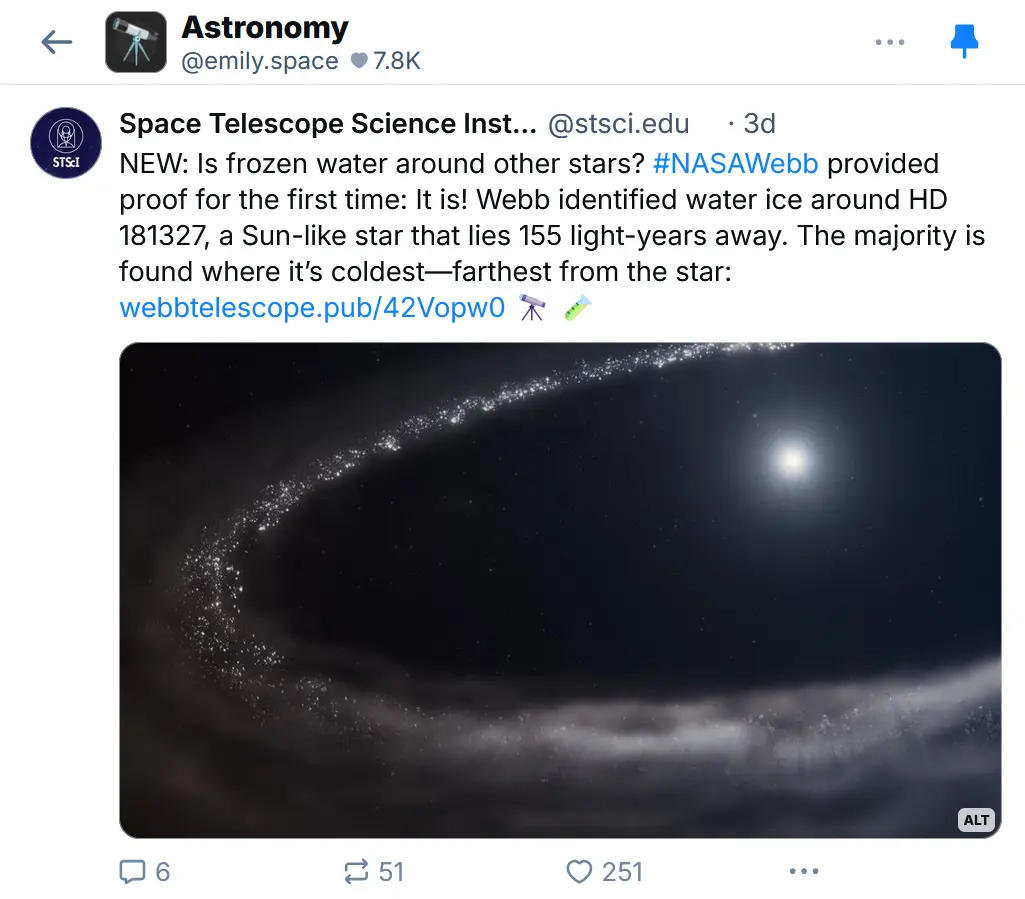 Astronomy
@emily.space 7.8K
Space Telescope Science Inst... @stsci.edu · 3d
STScI
NEW: Is frozen water around other stars? #NASAWebb provided
proof for the first time: It is! Webb identified water ice around HD
181327, a Sun-like star that lies 155 light-years away. The majority is
found where it’s coldest—farthest from the star:
webbtelescope.pub/42Vopw0
ALT
6 51 251